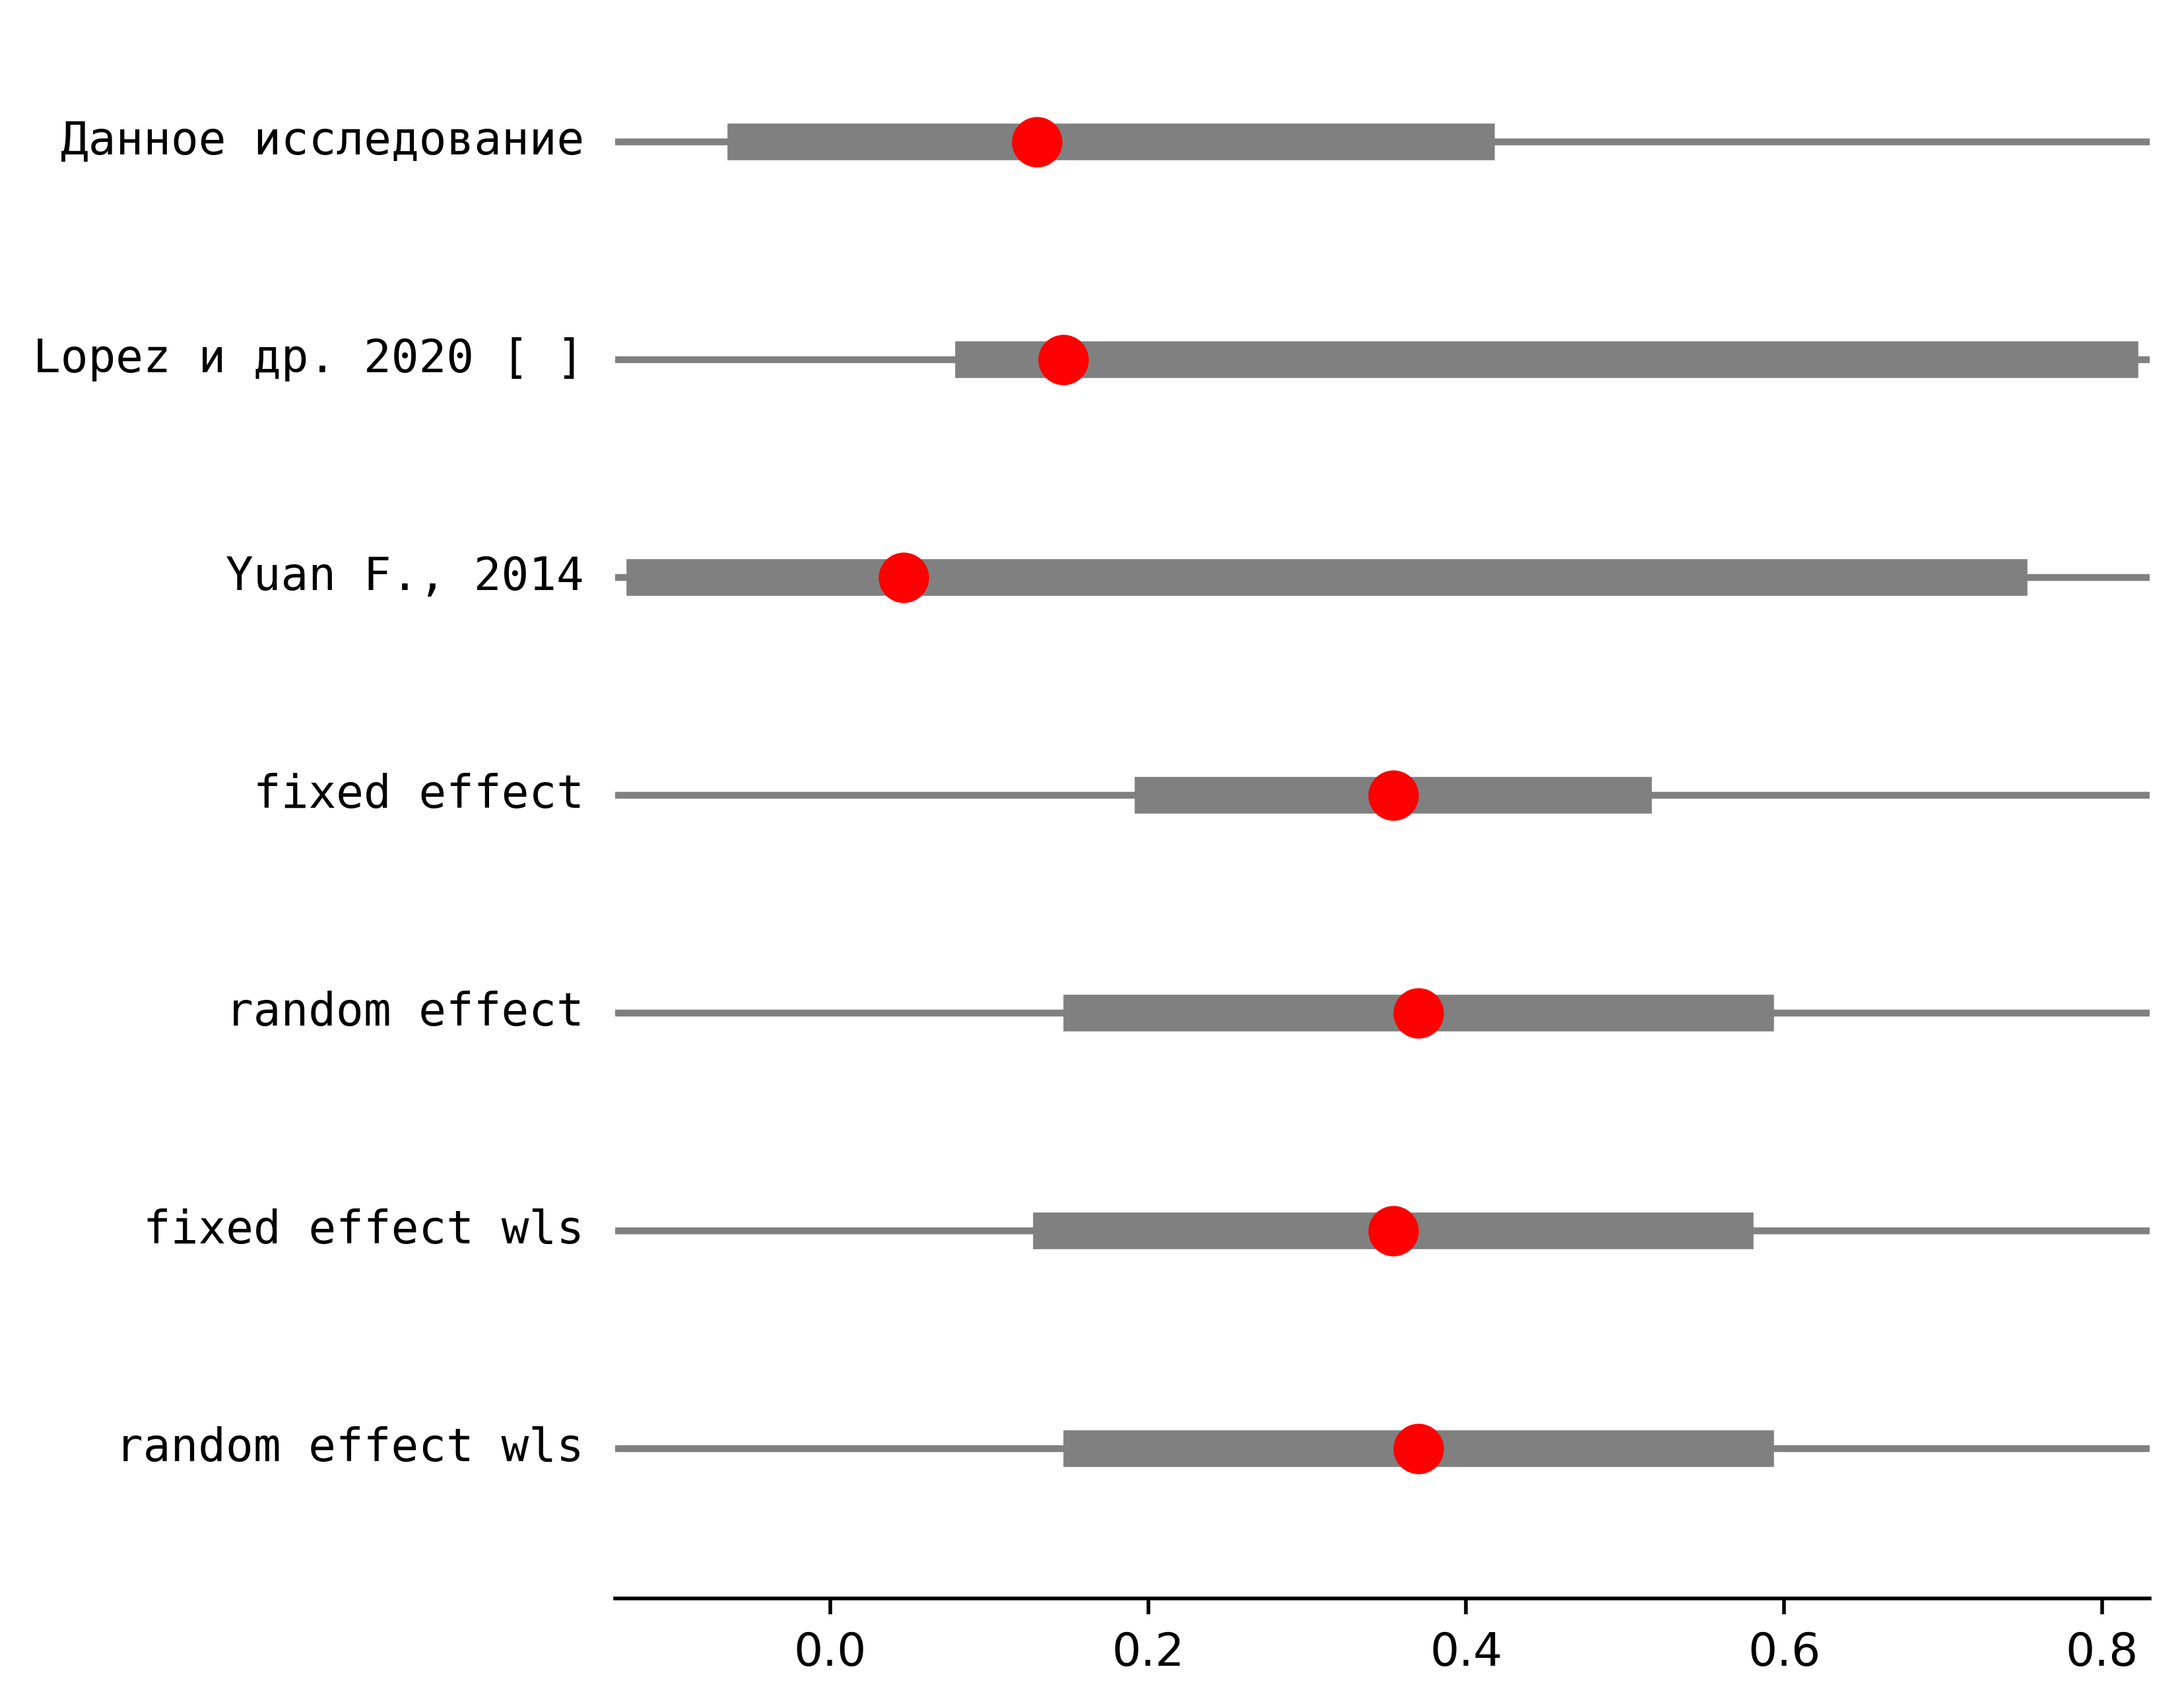 Данное исследование
Lopez и др. 2020 [ ]
Yuan F., 2014
fixed effect
random effect
fixed effect wls
random effect wls
0.0 0.2 0.4 0.6 0.8